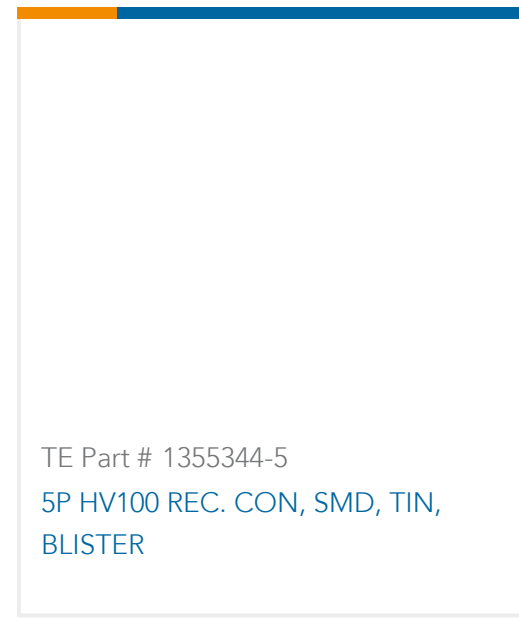 TE Part # 1355344-5
5P HV100 REC. CON, SMD, TIN,
BLISTER